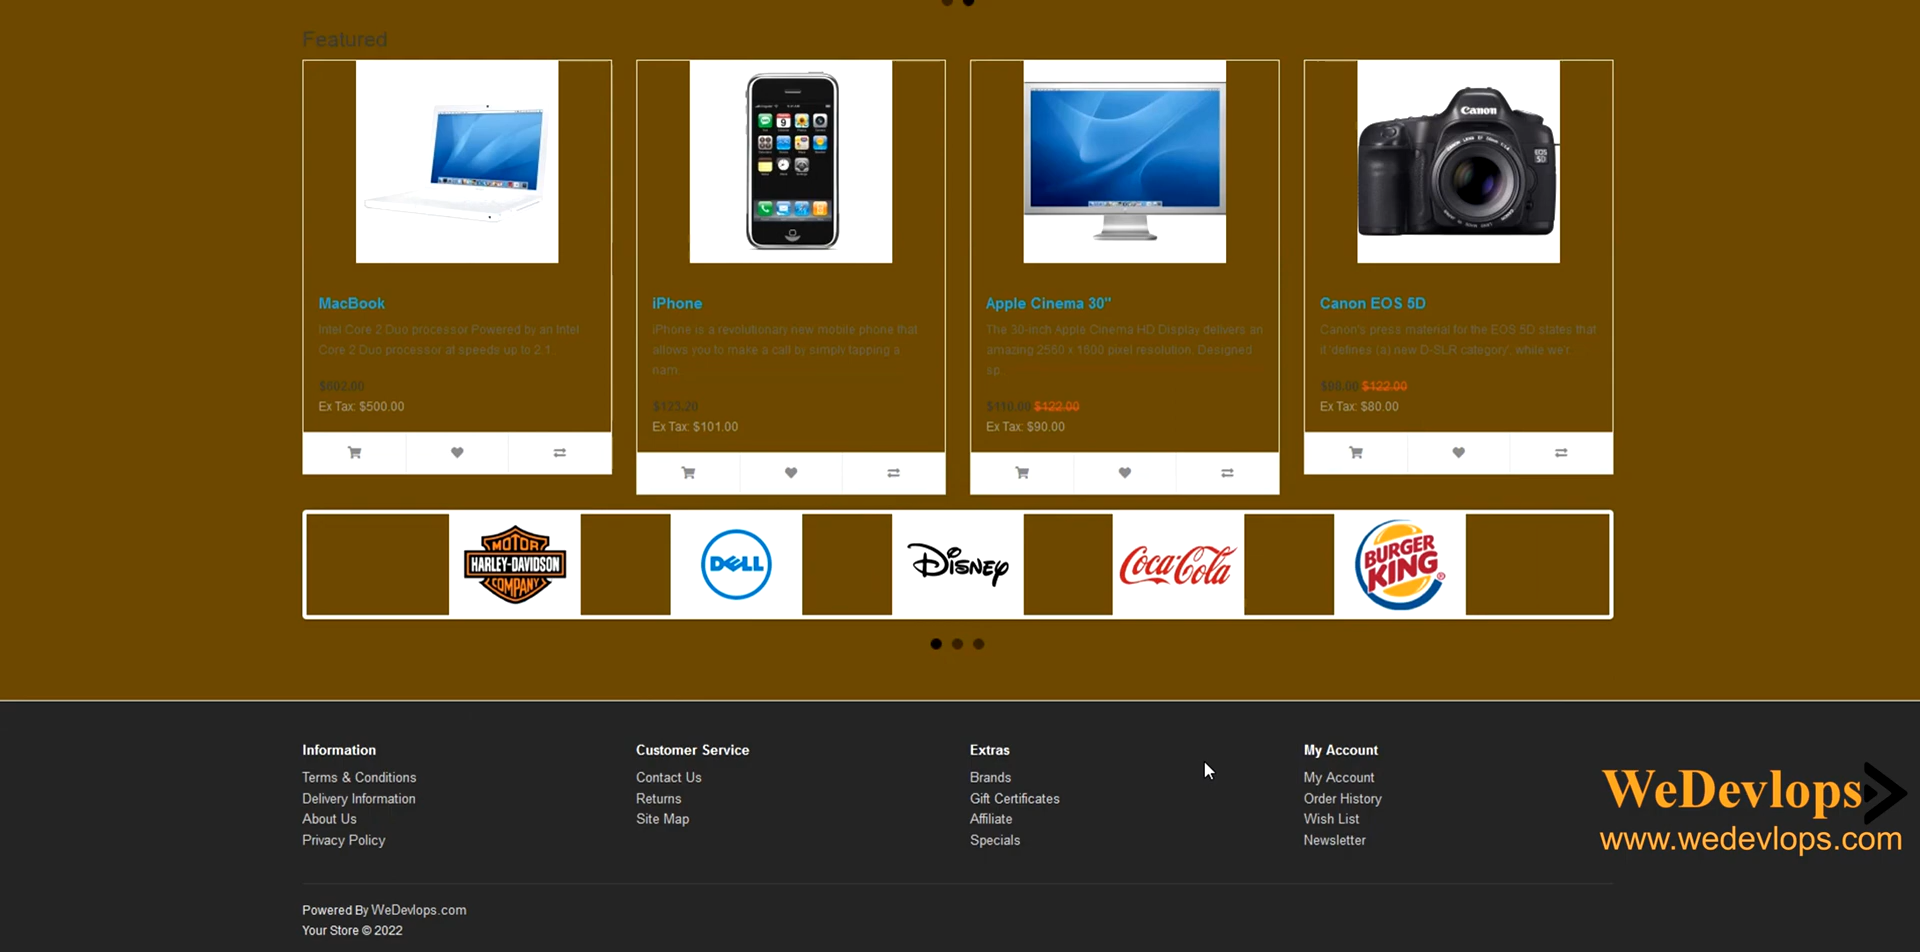 Featured
Canon
EOS
5D
MacBook
Intel Core 2 Duo processor Powered by an Intel
Core 2 Duo processor at speeds up to 2.1..
$602.00
Ex Tax: $500.00
iPhone
iPhone is a revolutionary new mobile phone that
allows you to make a call by simply tapping a
nam..
$123.20
Ex Tax: $101.00
Apple Cinema 30"
The 30-inch Apple Cinema HD Display delivers an
amazing 2560 x 1600 pixel resolution. Designed
sp..
$110.00 $122.00
Ex Tax: $90.00
Canon EOS 5D
Canon's press material for the EOS 5D states that
it 'defines (a) new D-SLR category', while we'r
$98.00 $122.00
Ex Tax: $80.00
MOTOR
HARLEY-DAVIDSON
COMPANY
DELL
Disney
Coca-Cola
BURGER
KING
®
Information
Terms & Conditions
Delivery Information
About Us
Privacy Policy
Customer Service
Contact Us
Returns
Site Map
Extras
Brands
Gift Certificates
Affiliate
Specials
My Account
My Account
Order History
Wish List
Newsletter
WeDevlops
www.wedevlops.com
Powered By WeDevlops.com
Your Store © 2022